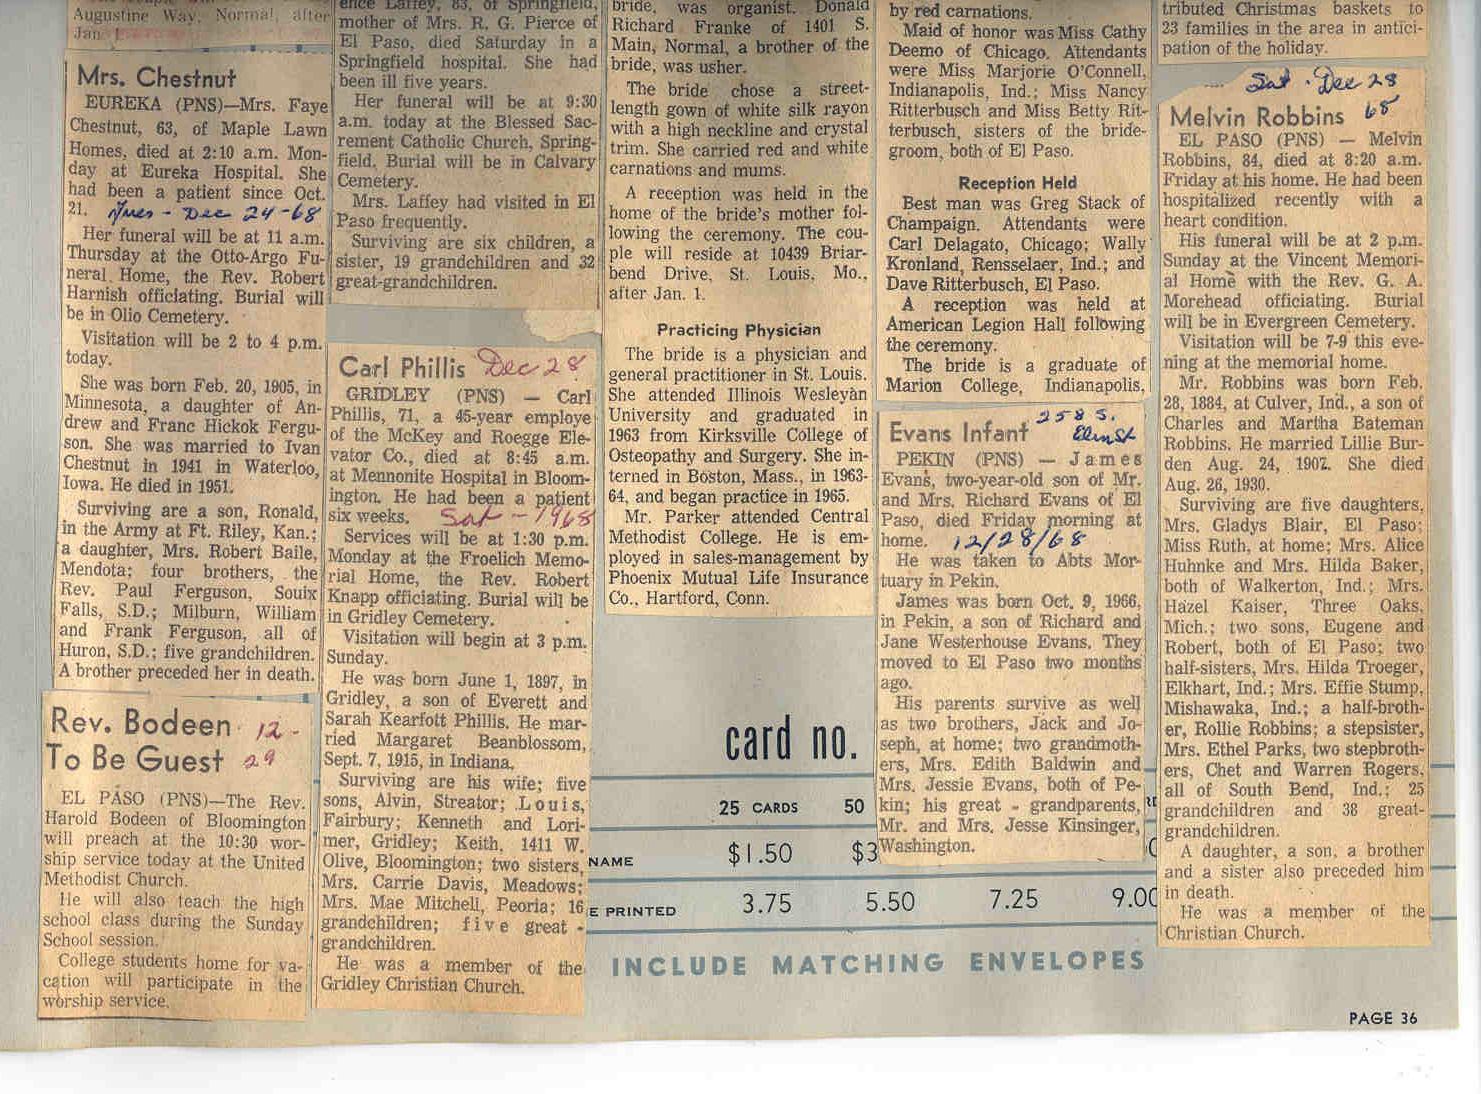 Augustine Way, Normal, after
Jan 1.
Mrs. Chestnut
EUREKA (PNS)—Mrs. Faye
Chestnut, 63, of Maple Lawn
Homes, died at 2:10 a.m. Mon-
day at Eureka Hospital. She
had been a patient since Oct.
21. Tues - Dec 24-68
Her funeral will be at 11 a.m.
Thursday at the Otto-Argo Fu-
neral Home, the Rev. Robert
Harnish officiating. Burial will
be in Olio Cemetery.
Visitation will be 2 to 4 p.m.
today.
She was born Feb. 20, 1905, in
Minnesota, a daughter of An-
drew and Franc Hickok Fergu-
son. She was married to Ivan
Chestnut in 1941 in Waterloo,
Iowa. He died in 1951.
Surviving are a son, Ronald,
in the Army at Ft. Riley, Kan.;
a daughter, Mrs. Robert Baile,
Mendota; four brothers, the
Rev. Paul Ferguson, Souix
Falls, S.D.; Milburn, William
and Frank Ferguson, all of
Huron, S.D.; five grandchildren.
A brother preceded her in death.
Rev. Bodeen 12-
To Be Guest 29
EL PASO (PNS)—The Rev.
Harold Bodeen of Bloomington
will preach at the 10:30 wor-
ship service today at the United
Methodist Church.
He will also teach the high
school class during the Sunday
School session.
College students home for va-
cation will participate in the
worship service.
ence Laffey, 83, of Springfield,
mother of Mrs. R. G. Pierce of
El Paso, died Saturday in a
Springfield hospital. She had
been ill five years.
Her funeral will be at 9:30
a.m. today at the Blessed Sac-
rement Catholic Church, Spring-
field. Burial will be in Calvary
Cemetery.
Mrs. Laffey had visited in El
Paso frequently.
Surviving are six children, a
sister, 19 grandchildren and 32
great-grandchildren.
Carl Phillis Dec 28
GRIDLEY (PNS) — Carl
Phillis, 71, a 45-year employe
of the McKey and Roegge Ele-
vator Co., died at 8:45 a.m.
at Mennonite Hospital in Bloom-
ington. He had been a patient
six weeks. Sat - 1968
Services will be at 1:30 p.m.
Monday at the Froelich Memo-
rial Home, the Rev. Robert
Knapp officiating. Burial will be
in Gridley Cemetery.
Visitation will begin at 3 p.m.
Sunday.
He was born June 1, 1897, in
Gridley, a son of Everett and
Sarah Kearfott Phillis. He mar-
ried Margaret Beanblossom,
Sept. 7, 1915, in Indiana.
Surviving are his wife; five
sons, Alvin, Streator; Louis,
Fairbury; Kenneth and Lori-
mer, Gridley; Keith, 1411 W.
Olive, Bloomington; two sisters,
Mrs. Carrie Davis, Meadows;
Mrs. Mae Mitchell, Peoria; 16
grandchildren; five great -
grandchildren.
He was a member of the
Gridley Christian Church.
bride, was organist. Donald
Richard Franke of 1401 S.
Main, Normal, a brother of the
bride, was usher.
The bride chose a street-
length gown of white silk rayon
with a high neckline and crystal
trim. She carried red and white
carnations and mums.
A reception was held in the
home of the bride's mother fol-
lowing the ceremony. The cou-
ple will reside at 10439 Briar-
bend Drive, St. Louis, Mo.,
after Jan. 1.
Practicing Physician
The bride is a physician and
general practitioner in St. Louis.
She attended Illinois Wesleyan
University and graduated in
1963 from Kirksville College of
Osteopathy and Surgery. She in-
terned in Boston, Mass., in 1963-
64, and began practice in 1965.
Mr. Parker attended Central
Methodist College. He is em-
ployed in sales-management by
Phoenix Mutual Life Insurance
Co., Hartford, Conn.
card no.
25 CARDS 50
NAME $1.50 $3
E PRINTED 3.75 5.50 7.25 9.00
INCLUDE MATCHING ENVELOPES
by red carnations.
Maid of honor was Miss Cathy
Deemo of Chicago. Attendants
were Miss Marjorie O'Connell,
Indianapolis, Ind.; Miss Nancy
Ritterbusch and Miss Betty Rit-
terbusch, sisters of the bride-
groom, both of El Paso.
Reception Held
Best man was Greg Stack of
Champaign. Attendants were
Carl Delagato, Chicago; Wally
Kronland, Rensselaer, Ind.; and
Dave Ritterbusch, El Paso.
A reception was held at
American Legion Hall following
the ceremony.
The bride is a graduate of
Marion College, Indianapolis,
258 S.
Evans Infant Elm St
PEKIN (PNS) — James
Evans, two-year-old son of Mr.
and Mrs. Richard Evans of El
Paso, died Friday morning at
home. 12/28/68
He was taken to Abts Mor-
tuary in Pekin.
James was born Oct. 9, 1966,
in Pekin, a son of Richard and
Jane Westerhouse Evans. They
moved to El Paso two months
ago.
His parents survive as well
as two brothers, Jack and Jo-
seph, at home; two grandmoth-
ers, Mrs. Edith Baldwin and
Mrs. Jessie Evans, both of Pe-
kin; his great - grandparents,
Mr. and Mrs. Jesse Kinsinger,
Washington.
tributed Christmas baskets to
23 families in the area in antici-
pation of the holiday.
Sat. Dec 28
Melvin Robbins 68
EL PASO (PNS) — Melvin
Robbins, 84, died at 8:20 a.m.
Friday at his home. He had been
hospitalized recently with a
heart condition.
His funeral will be at 2 p.m.
Sunday at the Vincent Memori-
al Home with the Rev. G. A.
Morehead officiating. Burial
will be in Evergreen Cemetery.
Visitation will be 7-9 this eve-
ning at the memorial home.
Mr. Robbins was born Feb.
28, 1884, at Culver, Ind., a son of
Charles and Martha Bateman
Robbins. He married Lillie Bur-
den Aug. 24, 1907. She died
Aug. 26, 1930.
Surviving are five daughters,
Mrs. Gladys Blair, El Paso;
Miss Ruth, at home; Mrs. Alice
Huhnke and Mrs. Hilda Baker,
both of Walkerton, Ind.; Mrs.
Hazel Kaiser, Three Oaks,
Mich.; two sons, Eugene and
Robert, both of El Paso; two
half-sisters, Mrs. Hilda Troeger,
Elkhart, Ind.; Mrs. Effie Stump,
Mishawaka, Ind.; a half-broth-
er, Rollie Robbins; a stepsister,
Mrs. Ethel Parks, two stepbroth-
ers, Chet and Warren Rogers,
all of South Bend, Ind.; 25
grandchildren and 38 great-
grandchildren.
A daughter, a son, a brother
and a sister also preceded him
in death.
He was a member of the
Christian Church.
PAGE 36